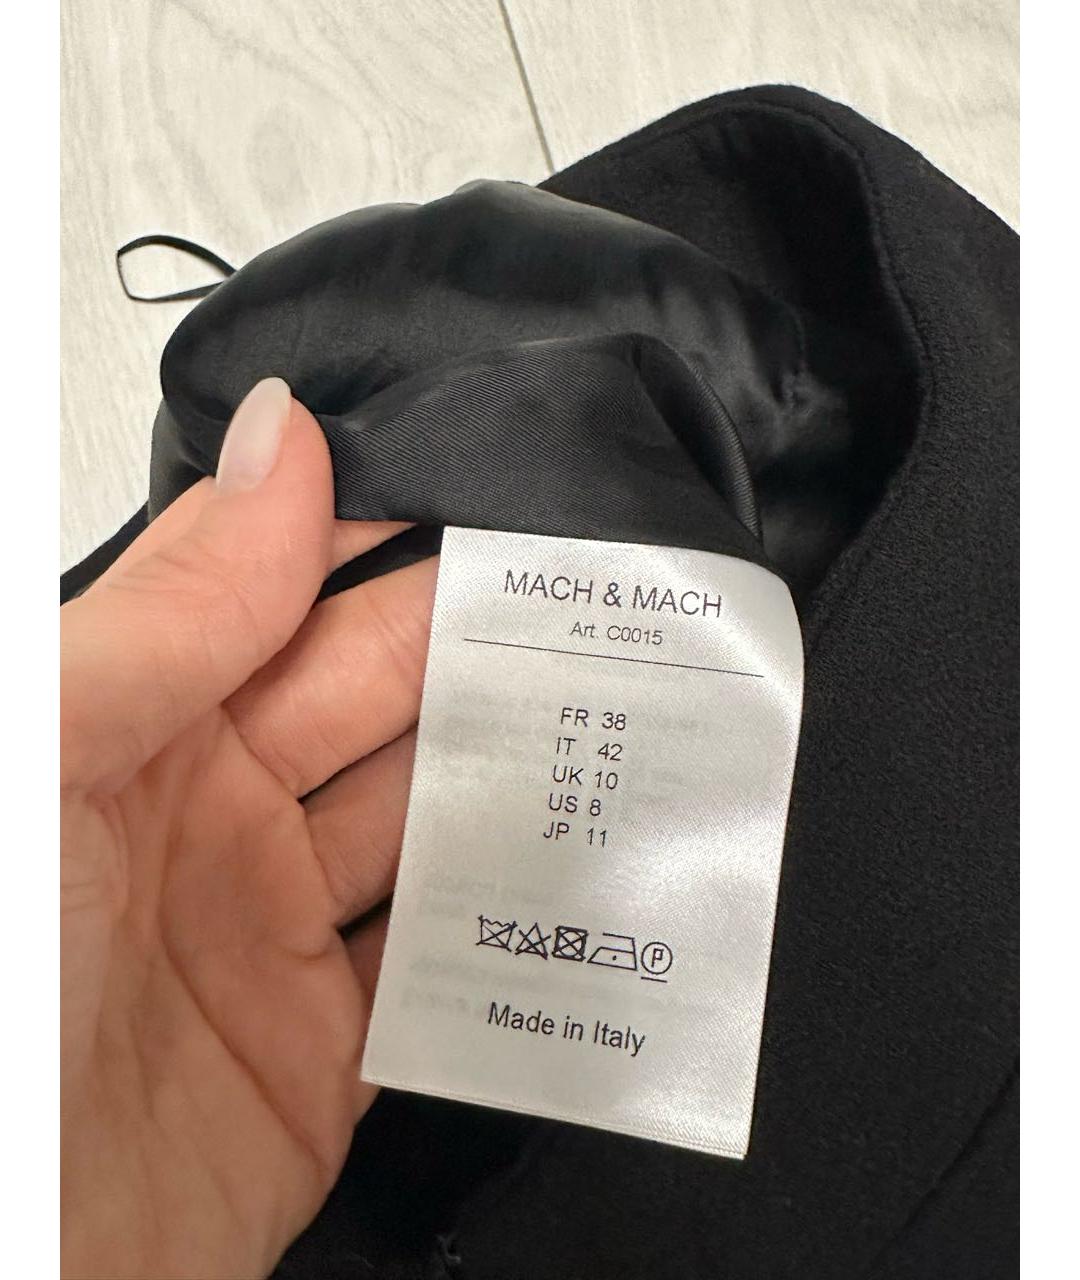 MACH & MACH
Art. C0015
FR 38
IT 42
UK 10
US 8
JP 11
P
Made in Italy